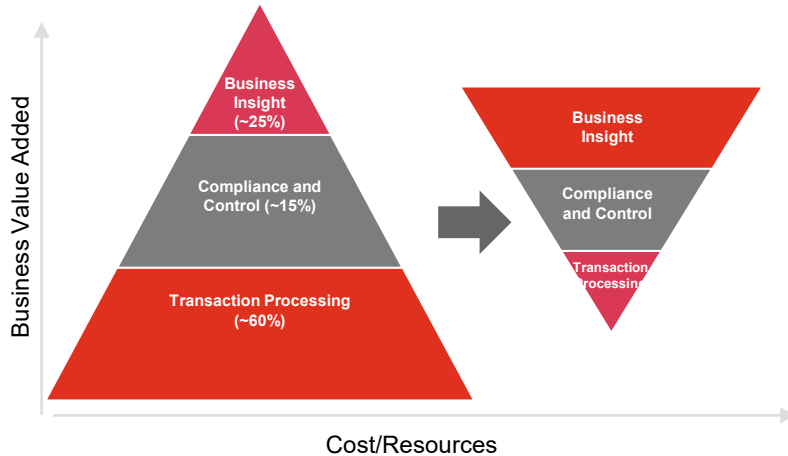 Business Value Added
Business
Insight
(~25%)
Compliance and
Control (~15%)
Transaction Processing
(~60%)
Business
Insight
Compliance
and Control
Transaction
Processing
Cost/Resources